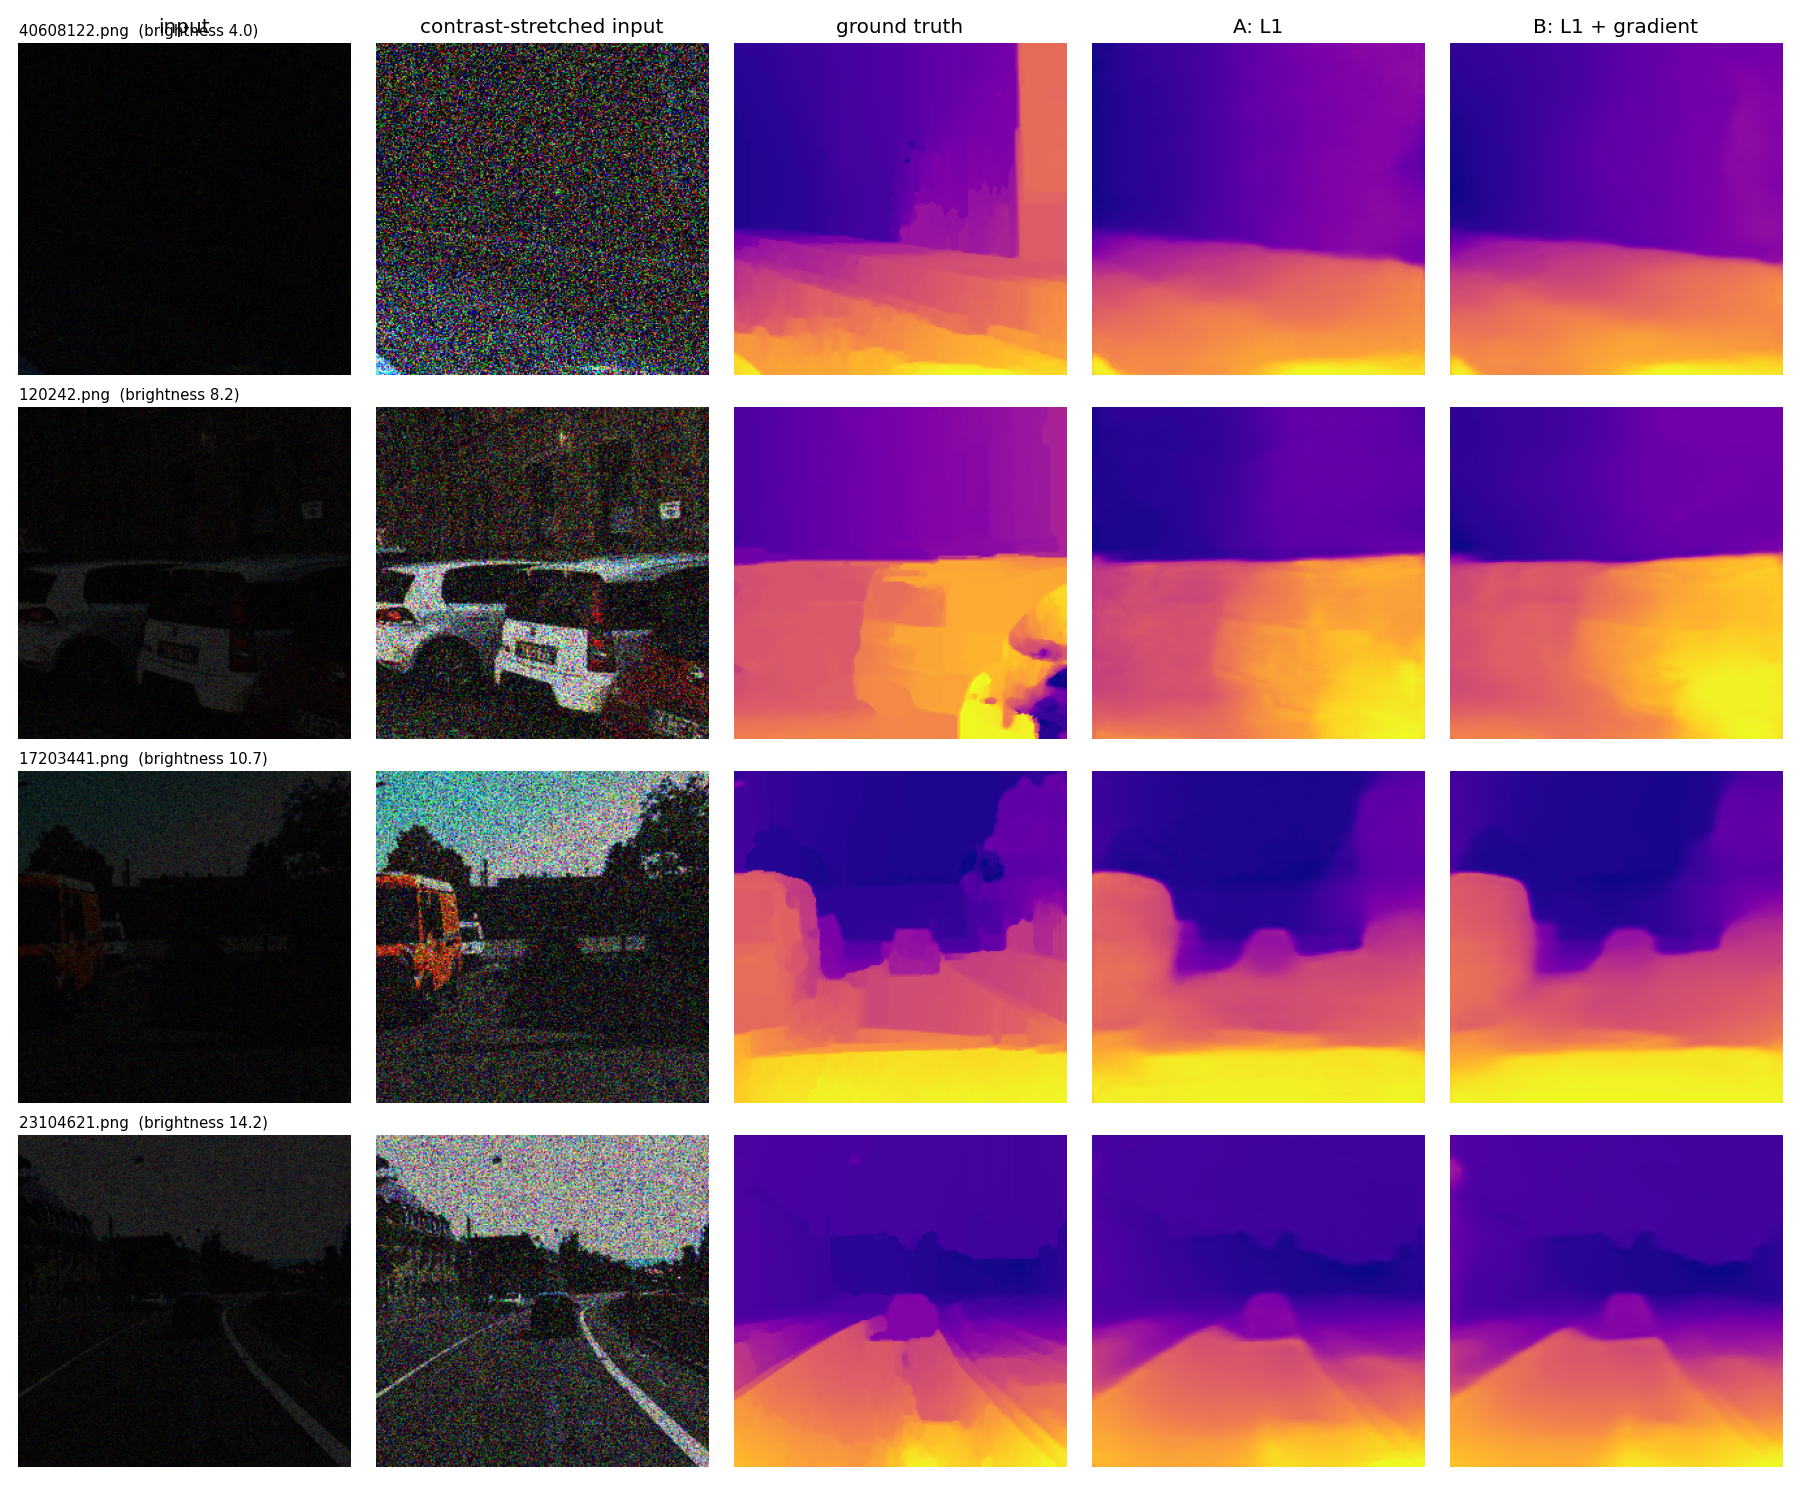 input
contrast-stretched input
ground truth
A: L1
B: L1 + gradient
40608122.png (brightness 4.0)
120242.png (brightness 8.2)
17203441.png (brightness 10.7)
23104621.png (brightness 14.2)